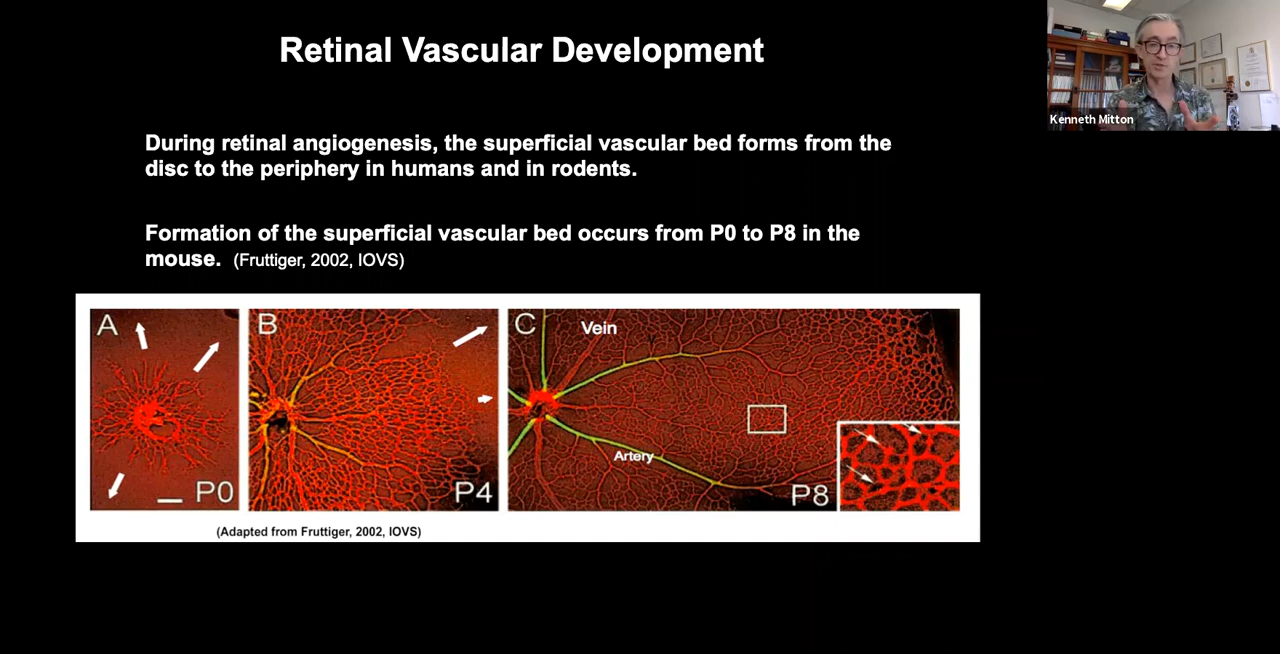 Retinal Vascular Development
Kenneth Mitton
During retinal angiogenesis, the superficial vascular bed forms from the
disc to the periphery in humans and in rodents.
Formation of the superficial vascular bed occurs from P0 to P8 in the
mouse. (Fruttiger, 2002, IOVS)
A
B
C
Vein
Artery
P0
P4
P8
(Adapted from Fruttiger, 2002, IOVS)